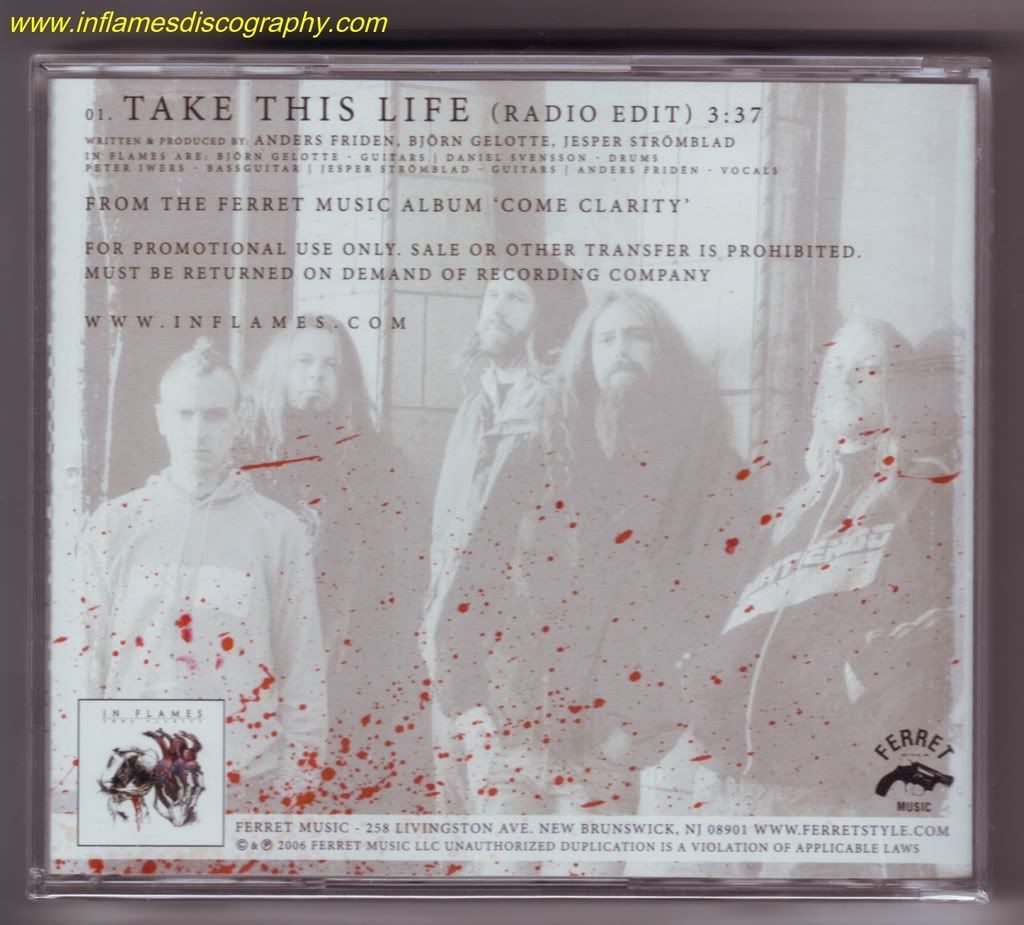 www.inflamesdiscography.com
01. TAKE THIS LIFE (RADIO EDIT) 3:37
WRITTEN & PRODUCED BY: ANDERS FRIDEN, BJÖRN GELOTTE, JESPER STRÖMBLAD
IN FLAMES ARE: BJÖRN GELOTTE - GUITARS | DANIEL SVENSSON - DRUMS
PETER IWERS - BASSGUITAR | JESPER STRÖMBLAD - GUITARS | ANDERS FRIDÉN - VOCALS
FROM THE FERRET MUSIC ALBUM 'COME CLARITY'
FOR PROMOTIONAL USE ONLY. SALE OR OTHER TRANSFER IS PROHIBITED.
MUST BE RETURNED ON DEMAND OF RECORDING COMPANY
WWW.INFLAMES.COM
IN FLAMES
COME CLARITY
FERRET
MUSIC
FERRET MUSIC - 258 LIVINGSTON AVE. NEW BRUNSWICK, NJ 08901 WWW.FERRETSTYLE.COM
© & ℗ 2006 FERRET MUSIC LLC UNAUTHORIZED DUPLICATION IS A VIOLATION OF APPLICABLE LAWS